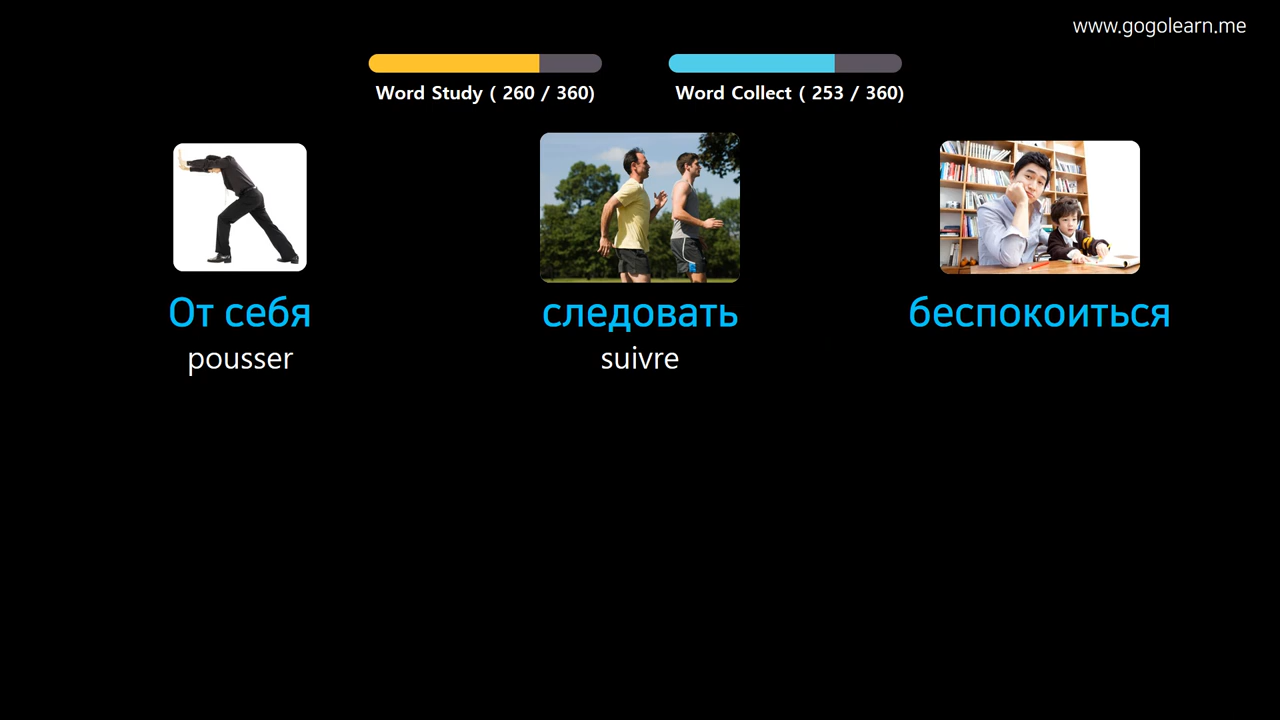 www.gogolearn.me
Word Study ( 260 / 360)
Word Collect ( 253 / 360)
От себя
следовать
беспокоиться
pousser
suivre